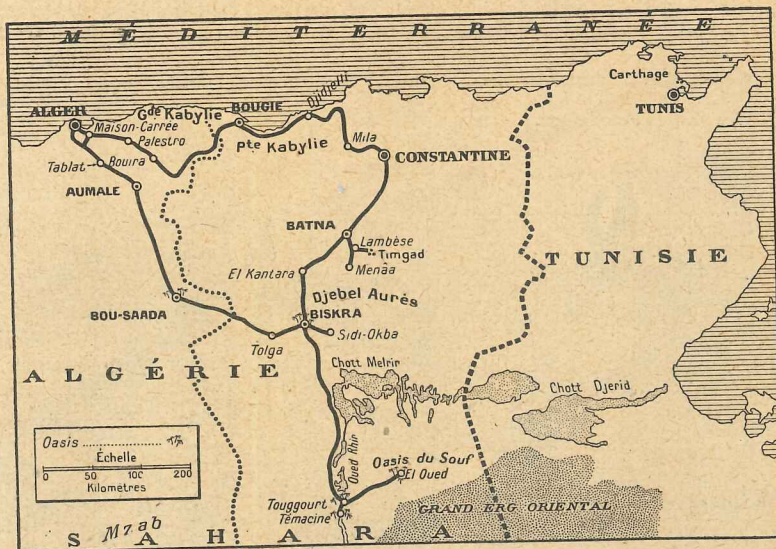 MÉDITERRANÉE
Carthage
TUNIS
Gde Kabylie
BOUGIE
Djidjelli
ALGER
Maison-Carrée
Palestro
Pte Kabylie
Mila
CONSTANTINE
Tablat
Bouira
AUMALE
BATNA
Lambèse
Timgad
TUNISIE
Menâa
El Kantara
Djebel Aurès
BOU-SAADA
BISKRA
Sidi-Okba
Tolga
Chott Melrir
ALGÉRIE
Chott Djerid
Oasis
Échelle
0 50 100 200
Kilomètres
Oued Rhir
Oasis du Souf
El Oued
Touggourt
Témacine
GRAND ERG ORIENTAL
M7ab
SAHARA